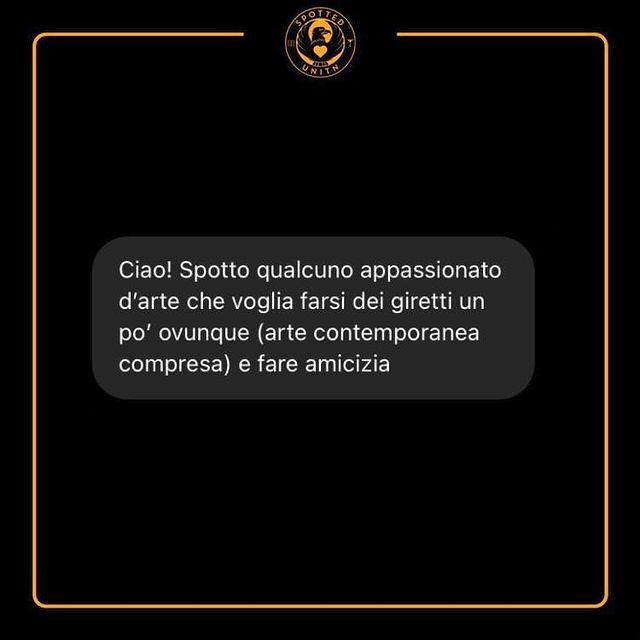 SPOTTED
UNITN
Ciao! Spotto qualcuno appassionato
d’arte che voglia farsi dei giretti un
po’ ovunque (arte contemporanea
compresa) e fare amicizia